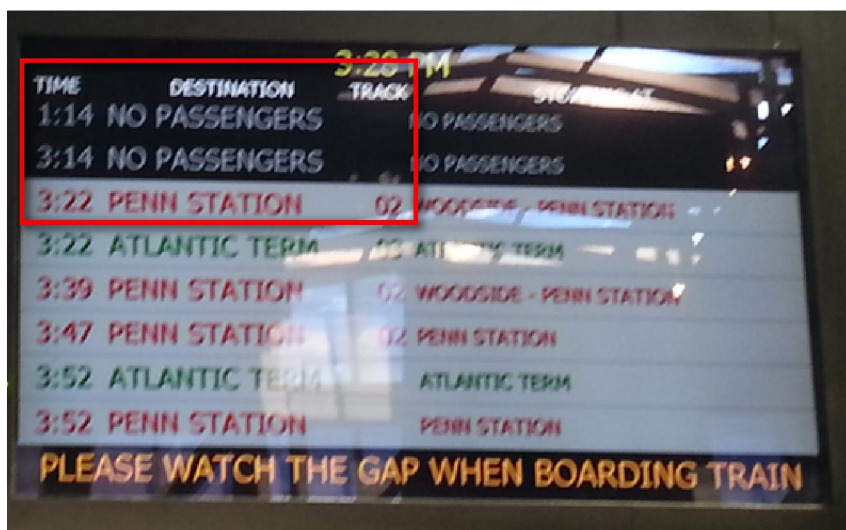 3:28 PM
TIME DESTINATION TRACK STOPPING AT
1:14 NO PASSENGERS NO PASSENGERS
3:14 NO PASSENGERS NO PASSENGERS
3:22 PENN STATION 02 WOODSIDE - PENN STATION
3:22 ATLANTIC TERM 03 ATLANTIC TERM
3:39 PENN STATION 02 WOODSIDE - PENN STATION
3:47 PENN STATION 02 PENN STATION
3:52 ATLANTIC TERM ATLANTIC TERM
3:52 PENN STATION PENN STATION
PLEASE WATCH THE GAP WHEN BOARDING TRAIN